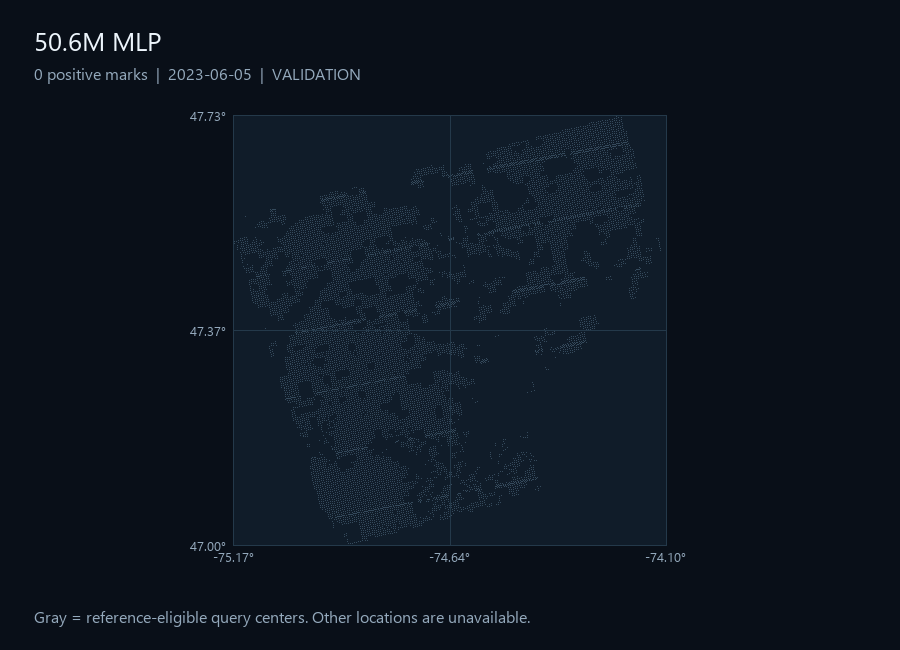 50.6M MLP
0 positive marks | 2023-06-05 | VALIDATION
47.73°
47.37°
47.00°
-75.17° -74.64° -74.10°
Gray = reference-eligible query centers. Other locations are unavailable.